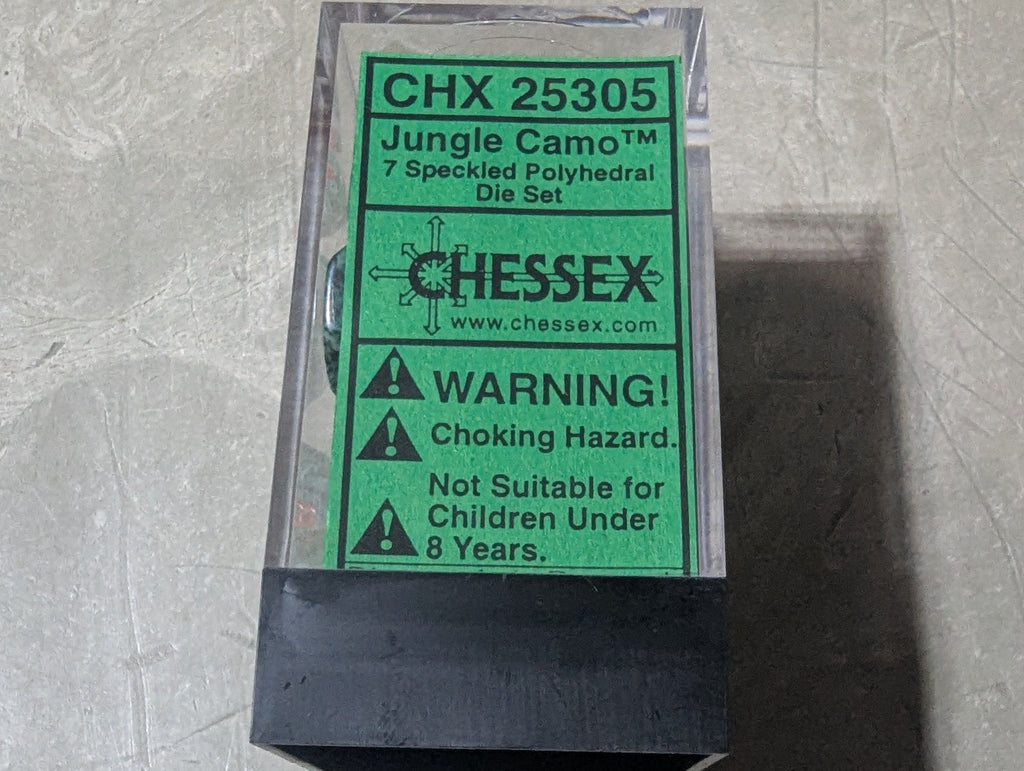 CHX 25305
Jungle Camo™
7 Speckled Polyhedral
Die Set
CHESSEX
www.chessex.com
WARNING!
Choking Hazard.
Not Suitable for
Children Under
8 Years.